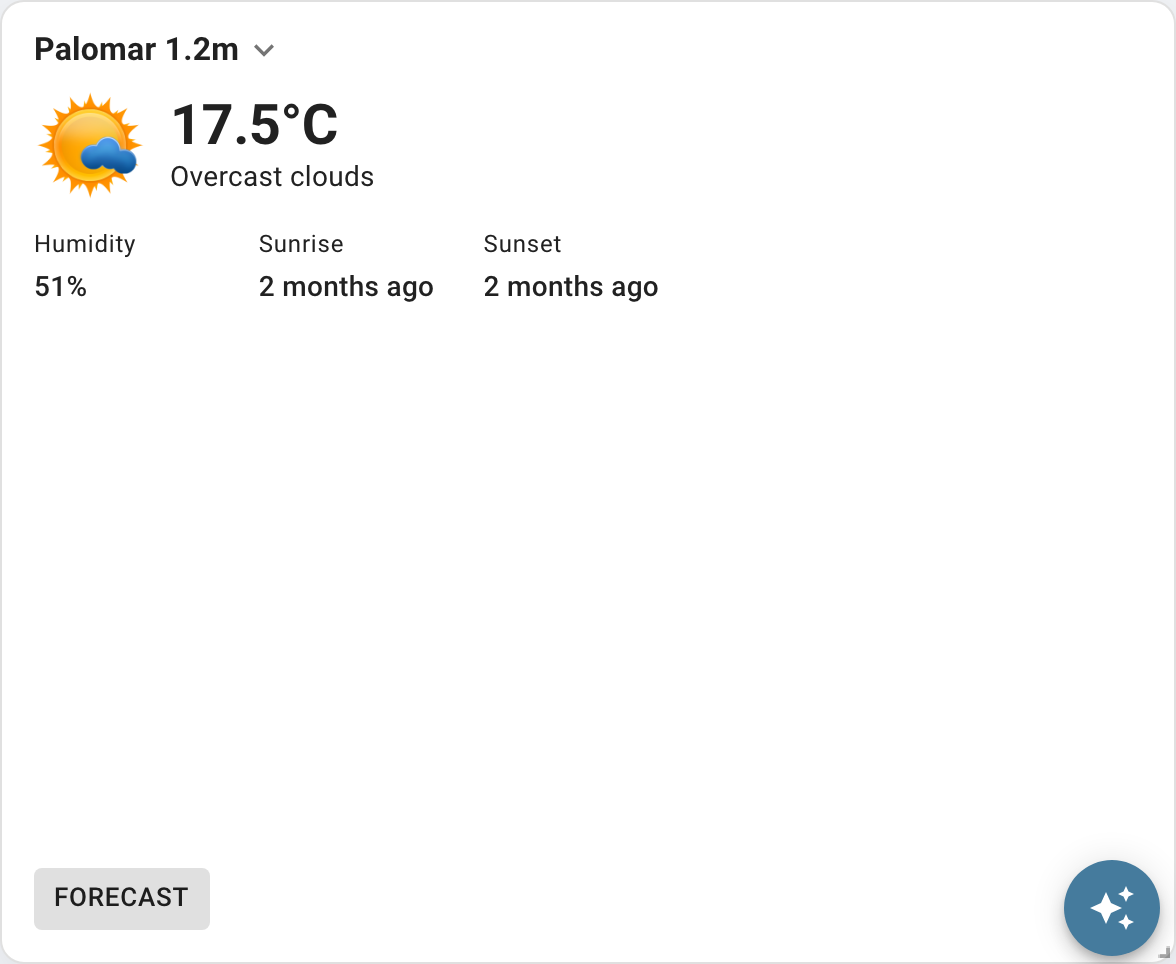 Palomar 1.2m
17.5°C
Overcast clouds
Humidity Sunrise Sunset
51% 2 months ago 2 months ago
FORECAST